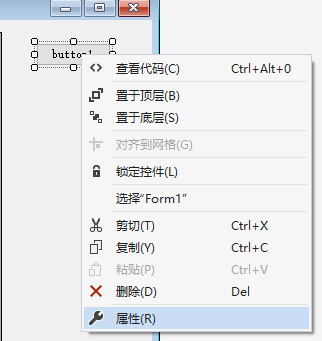 button1
查看代码(C) Ctrl+Alt+0
置于顶层(B)
置于底层(S)
对齐到网格(G)
锁定控件(L)
选择“Form1”
剪切(T) Ctrl+X
复制(Y) Ctrl+C
粘贴(P) Ctrl+V
删除(D) Del
属性(R)